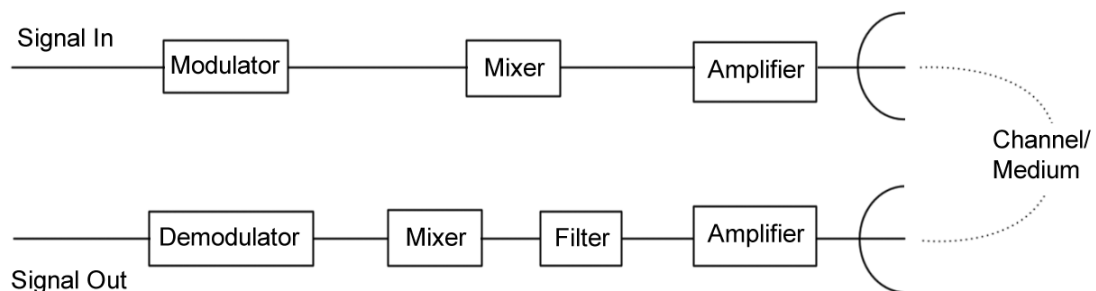 Signal In
Modulator
Mixer
Amplifier
Channel/
Medium
Demodulator
Mixer
Filter
Amplifier
Signal Out